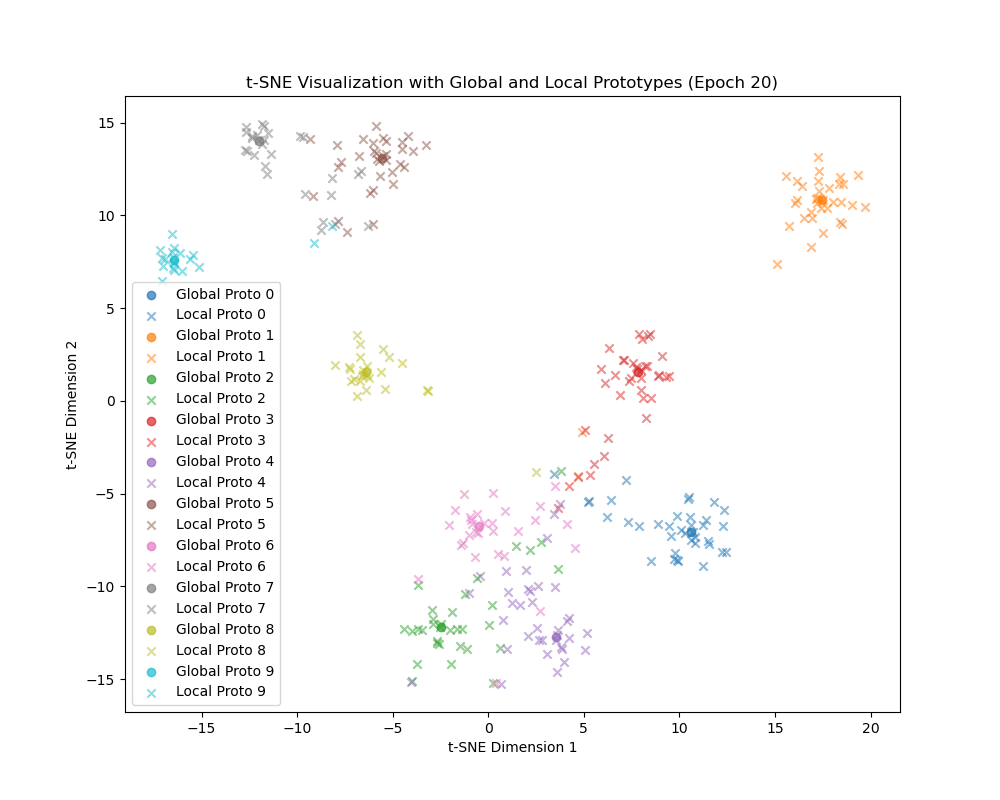 t-SNE Visualization with Global and Local Prototypes (Epoch 20)
15
10
5
0
−5
−10
−15
t-SNE Dimension 2
Global Proto 0
Local Proto 0
Global Proto 1
Local Proto 1
Global Proto 2
Local Proto 2
Global Proto 3
Local Proto 3
Global Proto 4
Local Proto 4
Global Proto 5
Local Proto 5
Global Proto 6
Local Proto 6
Global Proto 7
Local Proto 7
Global Proto 8
Local Proto 8
Global Proto 9
Local Proto 9
−15 −10 −5 0 5 10 15 20
t-SNE Dimension 1